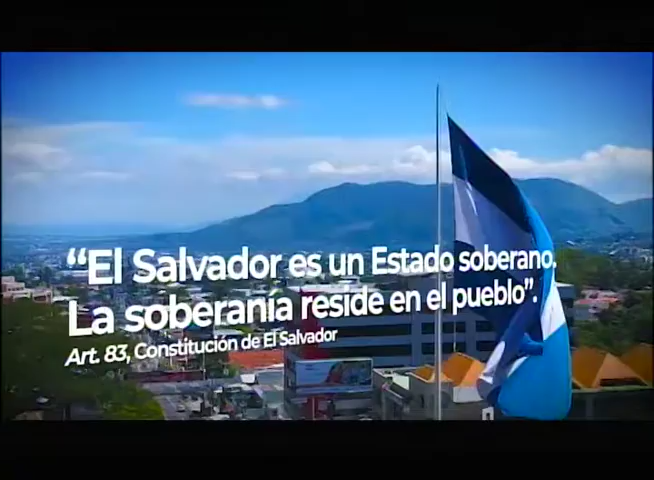 “El Salvador es un Estado soberano.
La soberanía reside en el pueblo”.
Art. 83, Constitución de El Salvador